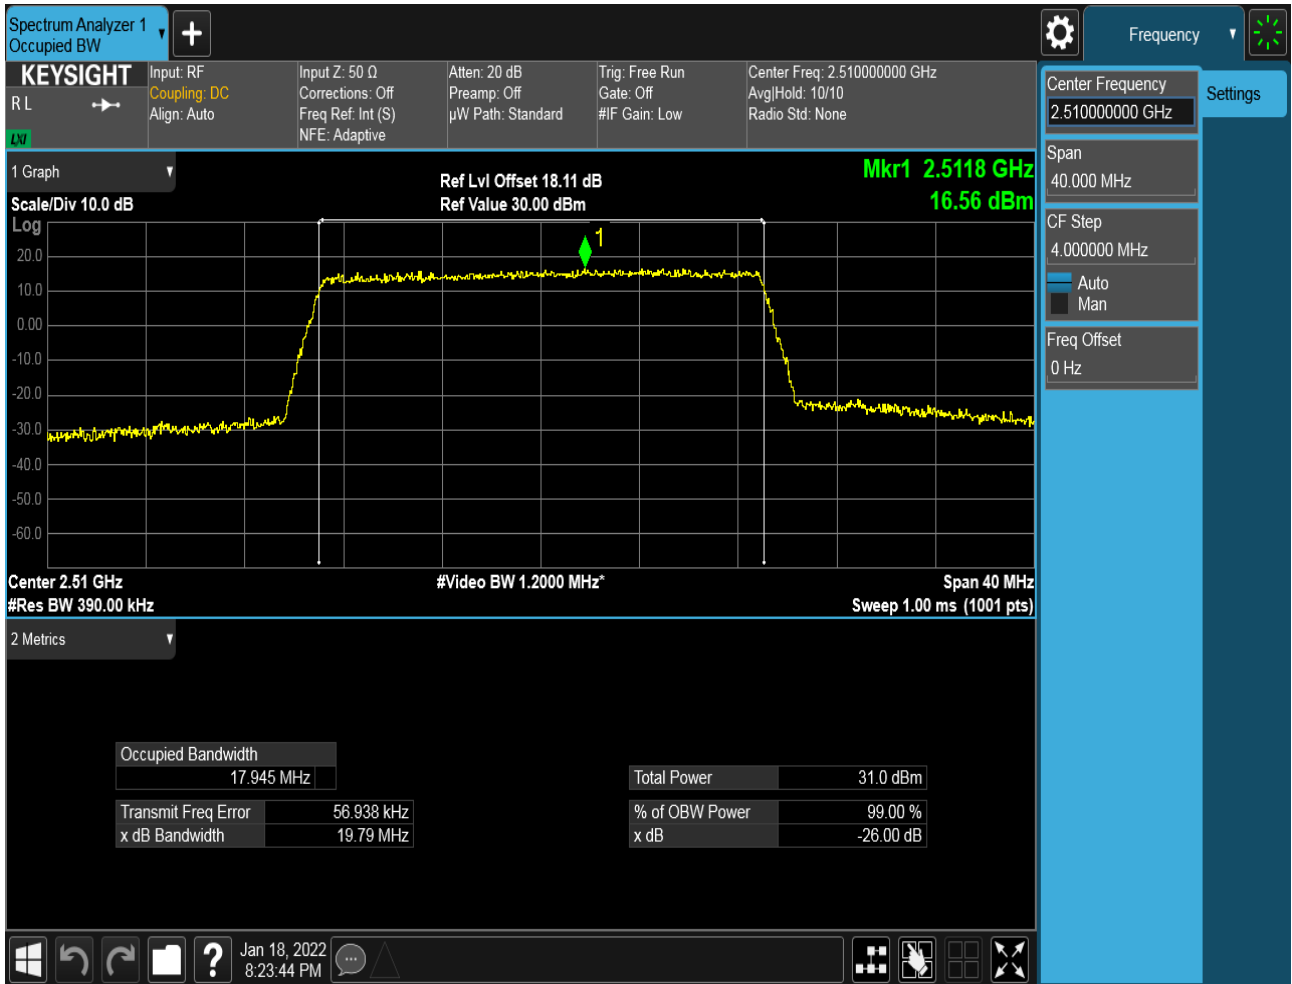 Spectrum Analyzer 1
Occupied BW
Frequency
KEYSIGHT
R L
LXI
Input: RF
Coupling: DC
Align: Auto
Input Z: 50 Ω
Corrections: Off
Freq Ref: Int (S)
NFE: Adaptive
Atten: 20 dB
Preamp: Off
µW Path: Standard
Trig: Free Run
Gate: Off
#IF Gain: Low
Center Freq: 2.510000000 GHz
Avg|Hold: 10/10
Radio Std: None
Center Frequency
2.510000000 GHz
Settings
Span
40.000 MHz
CF Step
4.000000 MHz
Auto
Man
Freq Offset
0 Hz
1 Graph
Scale/Div 10.0 dB
Ref Lvl Offset 18.11 dB
Ref Value 30.00 dBm
Mkr1 2.5118 GHz
16.56 dBm
Log
1
20.0
10.0
0.00
-10.0
-20.0
-30.0
-40.0
-50.0
-60.0
Center 2.51 GHz
#Video BW 1.2000 MHz*
Span 40 MHz
#Res BW 390.00 kHz
Sweep 1.00 ms (1001 pts)
2 Metrics
Occupied Bandwidth
17.945 MHz
Total Power 31.0 dBm
Transmit Freq Error 56.938 kHz
% of OBW Power 99.00 %
x dB Bandwidth 19.79 MHz
x dB -26.00 dB
?
Jan 18, 2022
8:23:44 PM